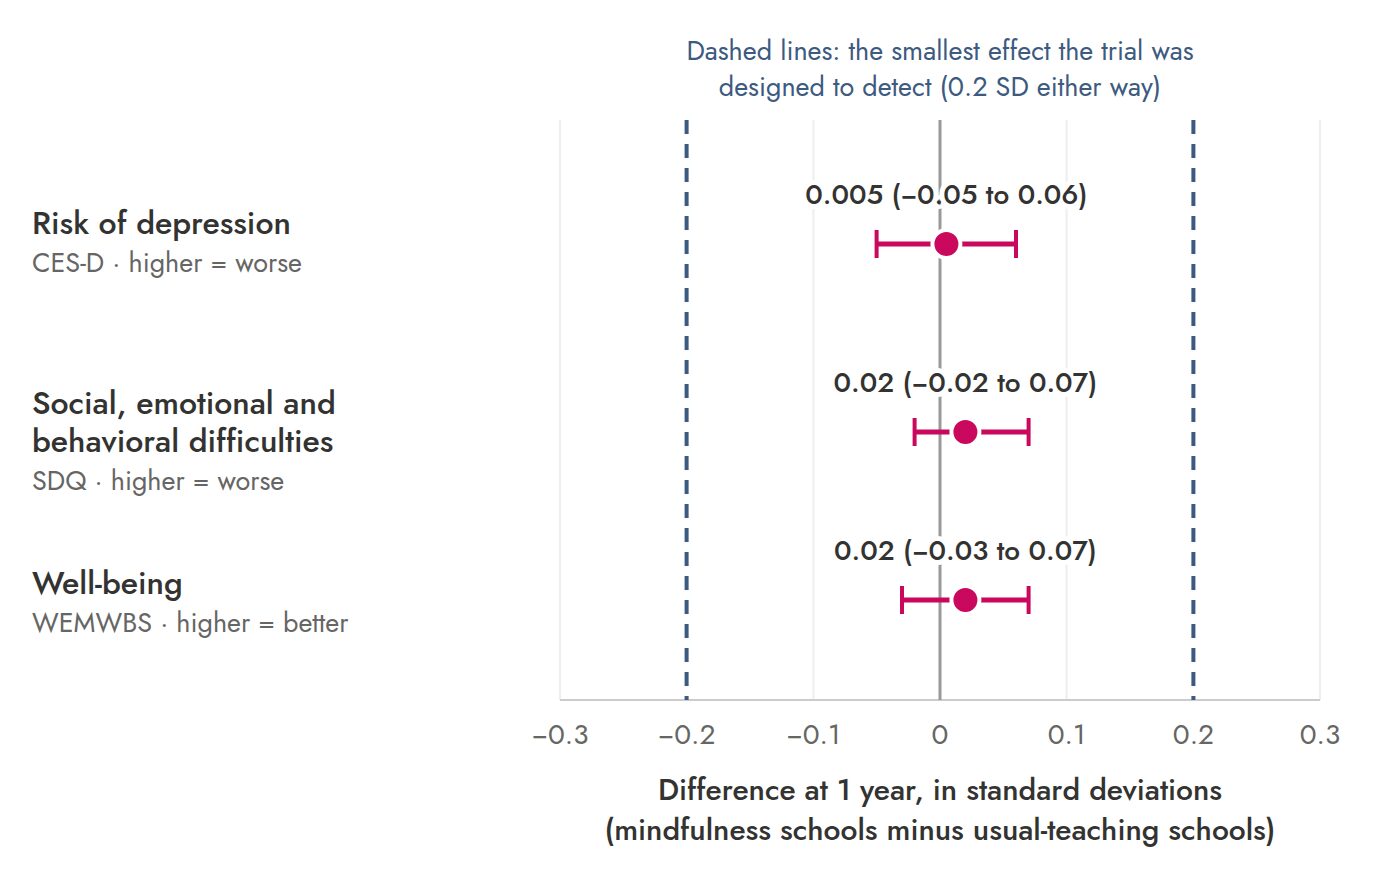 Dashed lines: the smallest effect the trial was
designed to detect (0.2 SD either way)
0.005 (−0.05 to 0.06)
Risk of depression
CES-D · higher = worse
0.02 (−0.02 to 0.07)
Social, emotional and
behavioral difficulties
SDQ · higher = worse
0.02 (−0.03 to 0.07)
Well-being
WEMWBS · higher = better
−0.3 −0.2 −0.1 0 0.1 0.2 0.3
Difference at 1 year, in standard deviations
(mindfulness schools minus usual-teaching schools)